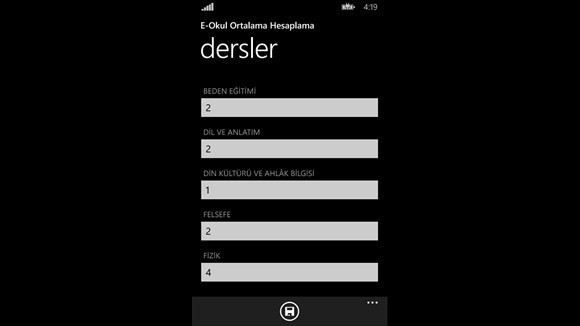 4:19
E-Okul Ortalama Hesaplama
dersler
BEDEN EĞİTİMİ
2
DİL VE ANLATIM
2
DİN KÜLTÜRÜ VE AHLÂK BİLGİSİ
1
FELSEFE
2
FİZİK
4